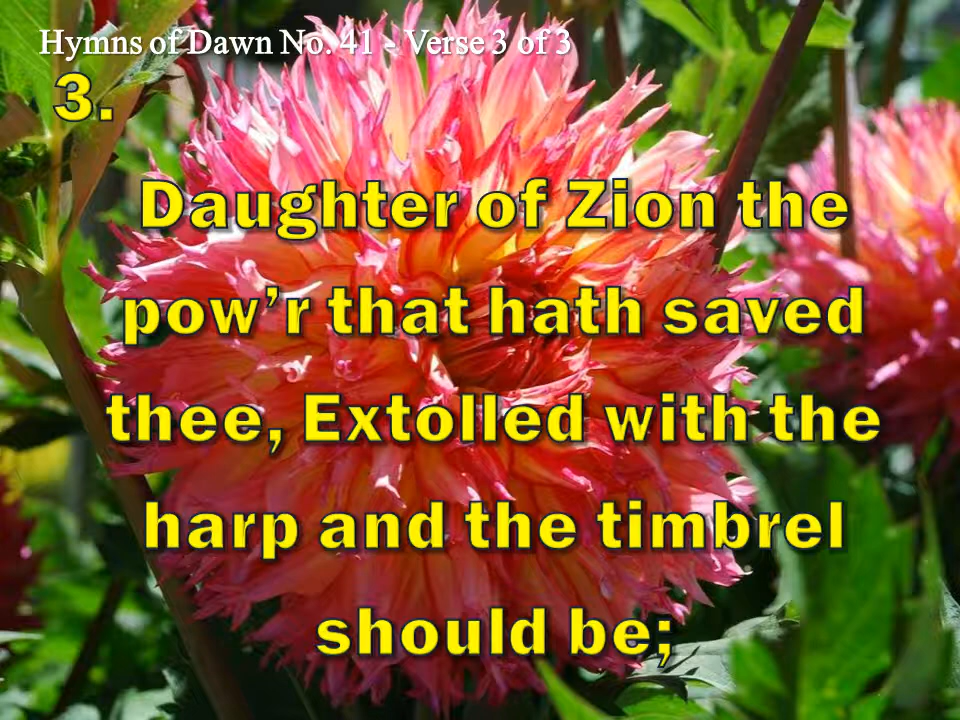 Hymns of Dawn No. 41 - Verse 3 of 3
3.
Daughter of Zion the
pow’r that hath saved
thee, Extolled with the
harp and the timbrel
should be;